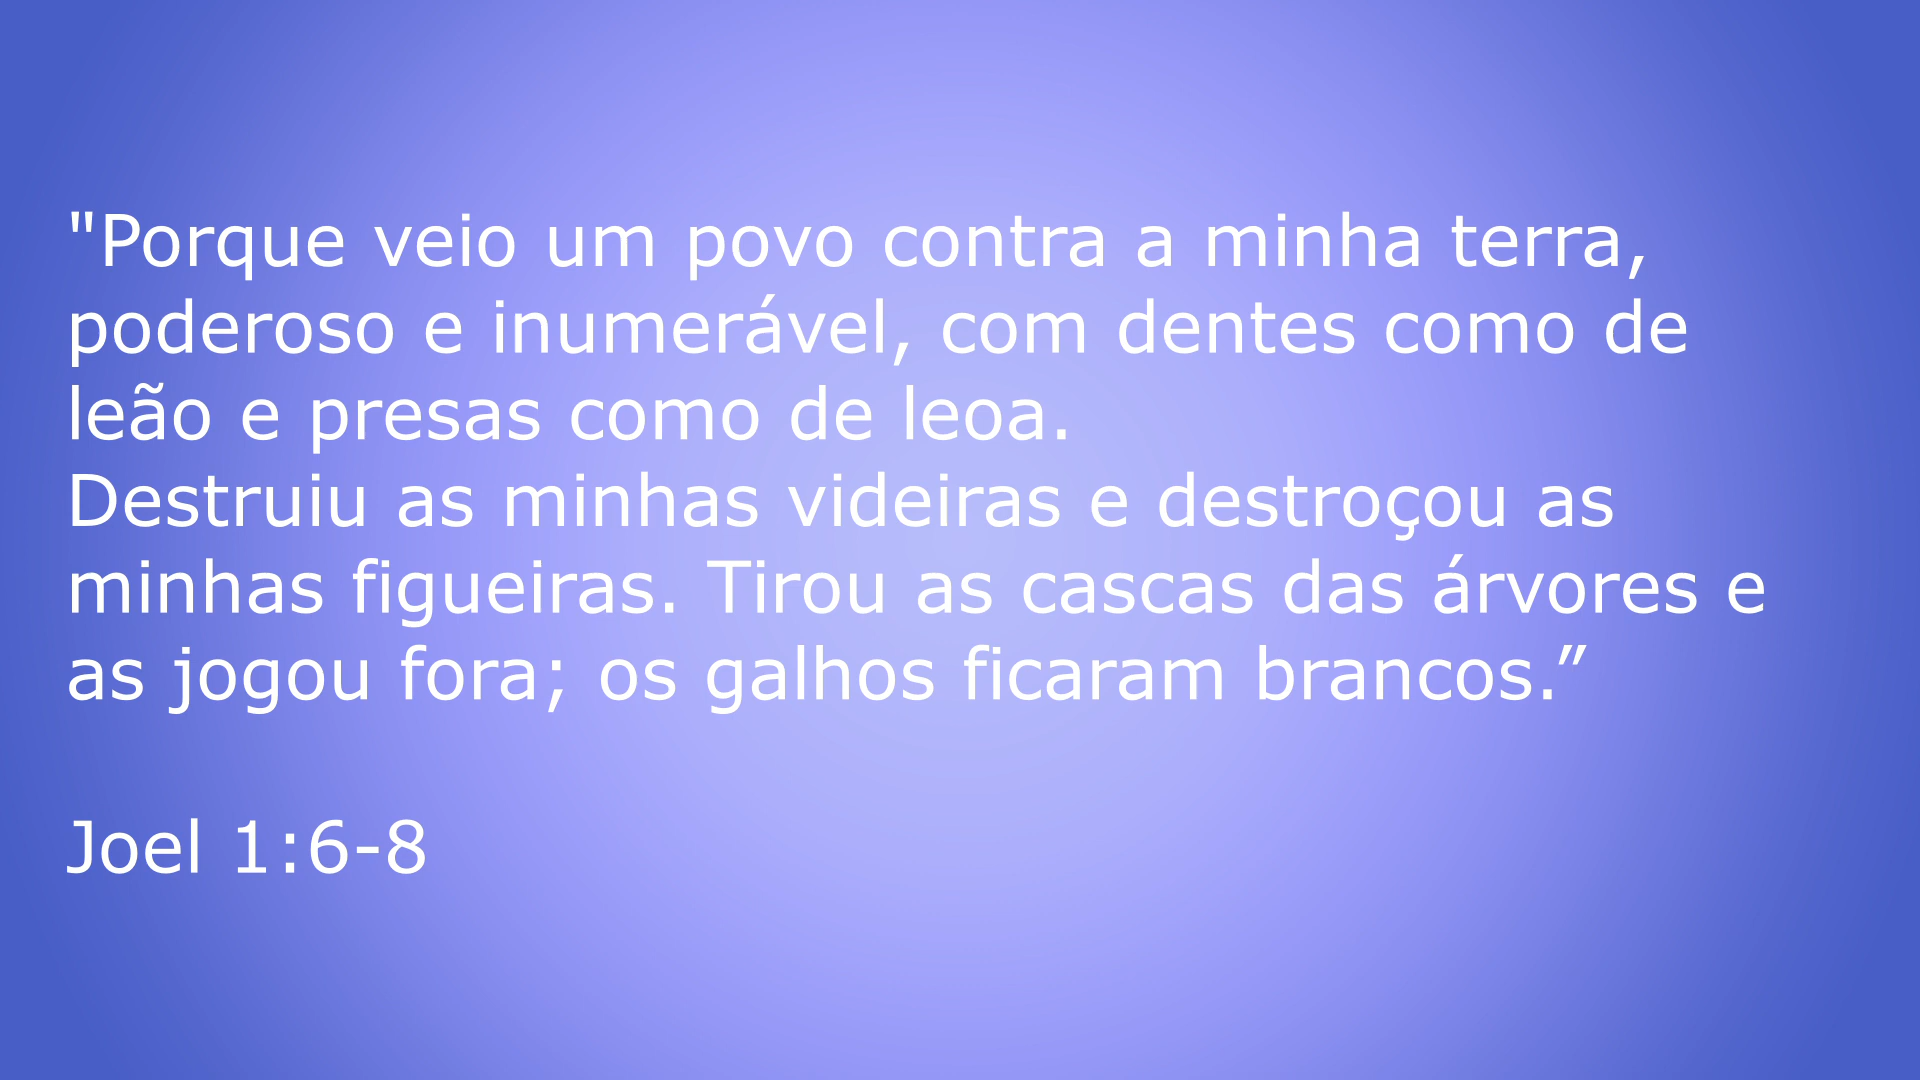 "Porque veio um povo contra a minha terra,
poderoso e inumerável, com dentes como de
leão e presas como de leoa.
Destruiu as minhas videiras e destroçou as
minhas figueiras. Tirou as cascas das árvores e
as jogou fora; os galhos ficaram brancos.”
Joel 1:6-8